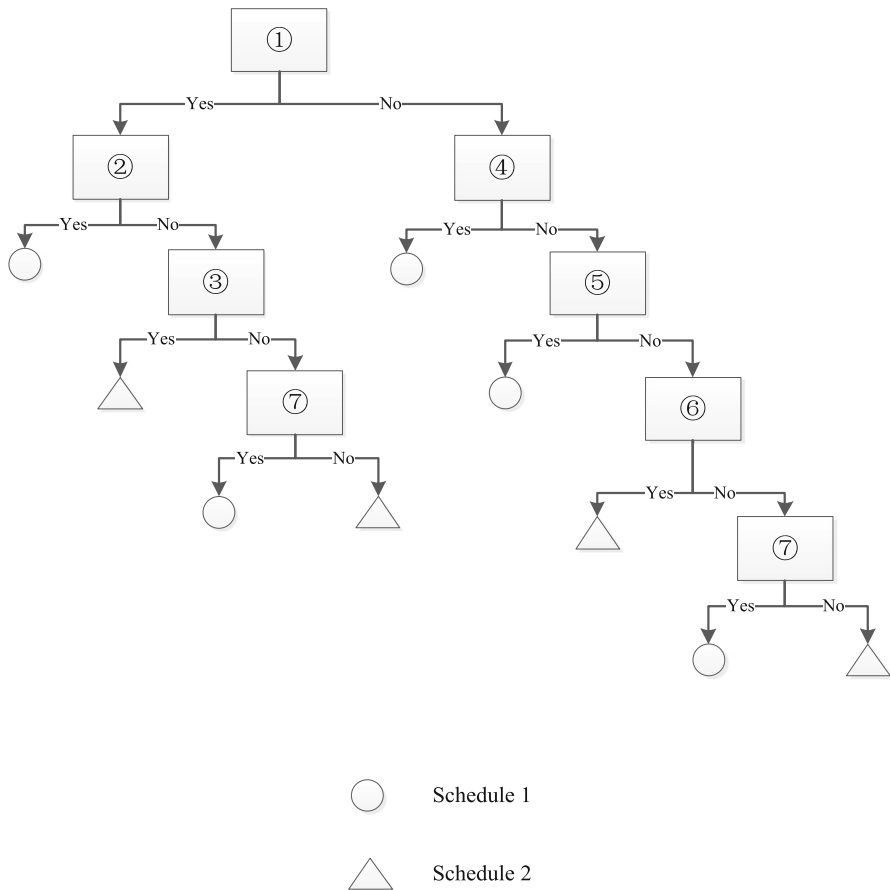 ①
Yes No
② ④
Yes No Yes No
③ ⑤
Yes No Yes No
⑦ ⑥
Yes No Yes No
⑦
Yes No
Schedule 1
Schedule 2